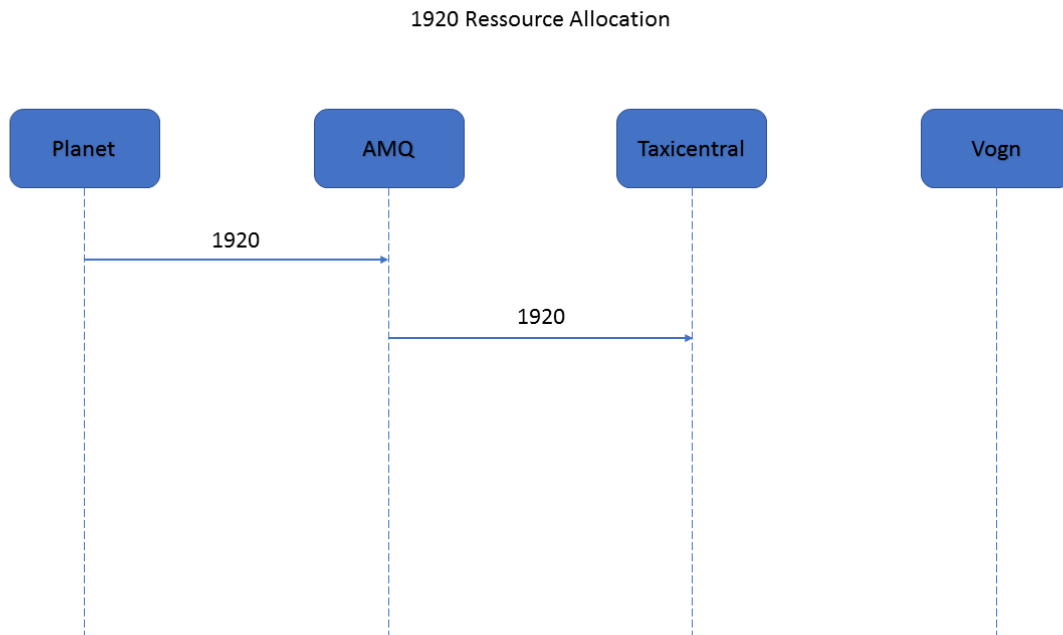 1920 Ressource Allocation
Planet
AMQ
Taxicentral
Vogn
1920
1920